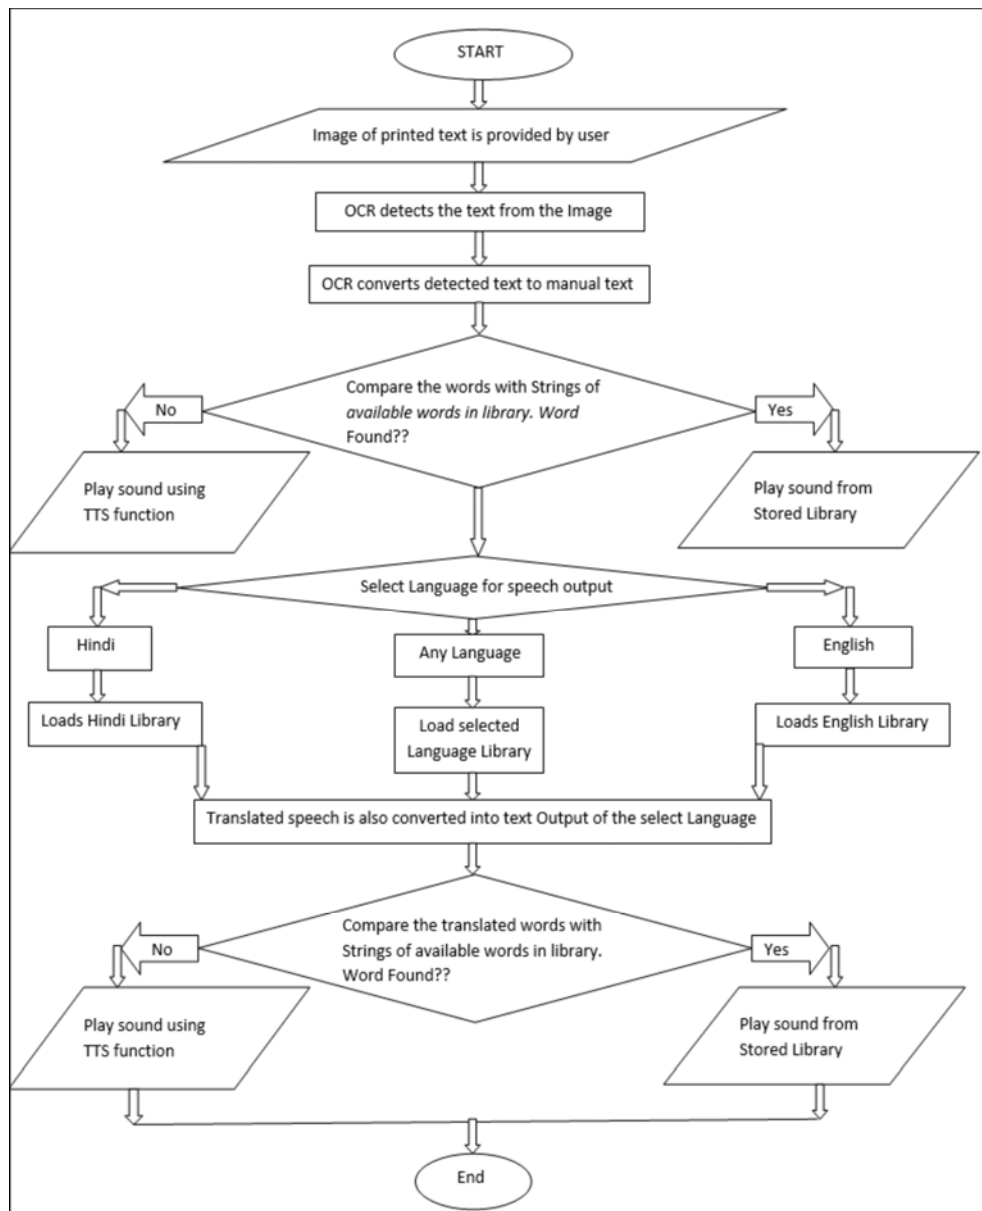 START
Image of printed text is provided by user
OCR detects the text from the Image
OCR converts detected text to manual text
Compare the words with Strings of
available words in library. Word
Found??
No
Yes
Play sound using
TTS function
Play sound from
Stored Library
Select Language for speech output
Hindi
Any Language
English
Loads Hindi Library
Load selected
Language Library
Loads English Library
Translated speech is also converted into text Output of the select Language
Compare the translated words with
Strings of available words in library.
Word Found??
No
Yes
Play sound using
TTS function
Play sound from
Stored Library
End